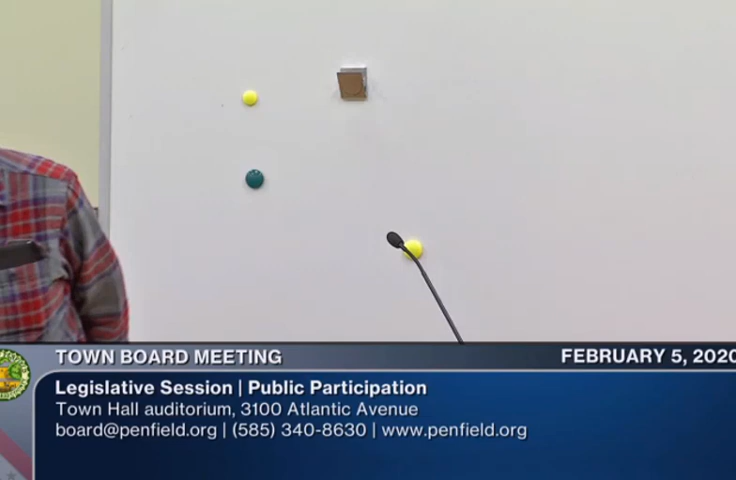 TOWN BOARD MEETING
FEBRUARY 5, 2020
Legislative Session | Public Participation
Town Hall auditorium, 3100 Atlantic Avenue
board@penfield.org | (585) 340-8630 | www.penfield.org